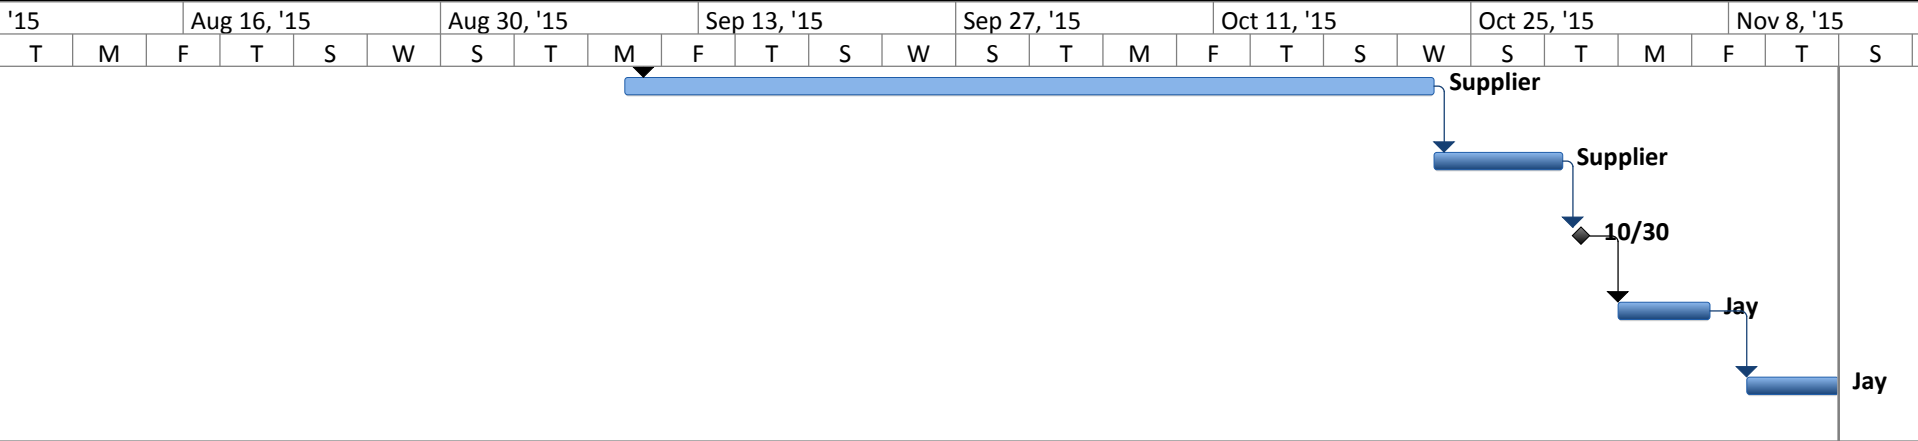 '15 Aug 16, '15 Aug 30, '15 Sep 13, '15 Sep 27, '15 Oct 11, '15 Oct 25, '15 Nov 8, '15
T M F T S W S T M F T S W S T M F T S W S T M F T S
Supplier
Supplier
10/30
Jay
Jay